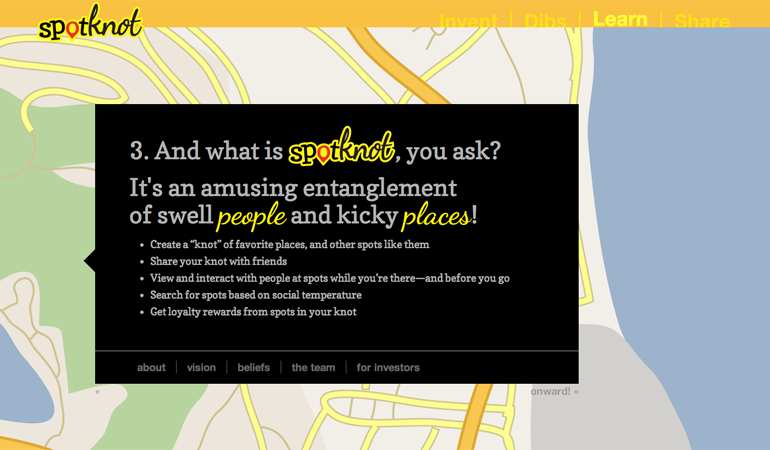 spotknot
Invent Dibs Learn Share
3. And what is spotknot, you ask?
It's an amusing entanglement
of swell people and kicky places!
• Create a “knot” of favorite places, and other spots like them
• Share your knot with friends
• View and interact with people at spots while you're there—and before you go
• Search for spots based on social temperature
• Get loyalty rewards from spots in your knot
about | vision | beliefs | the team | for investors
« onward! »